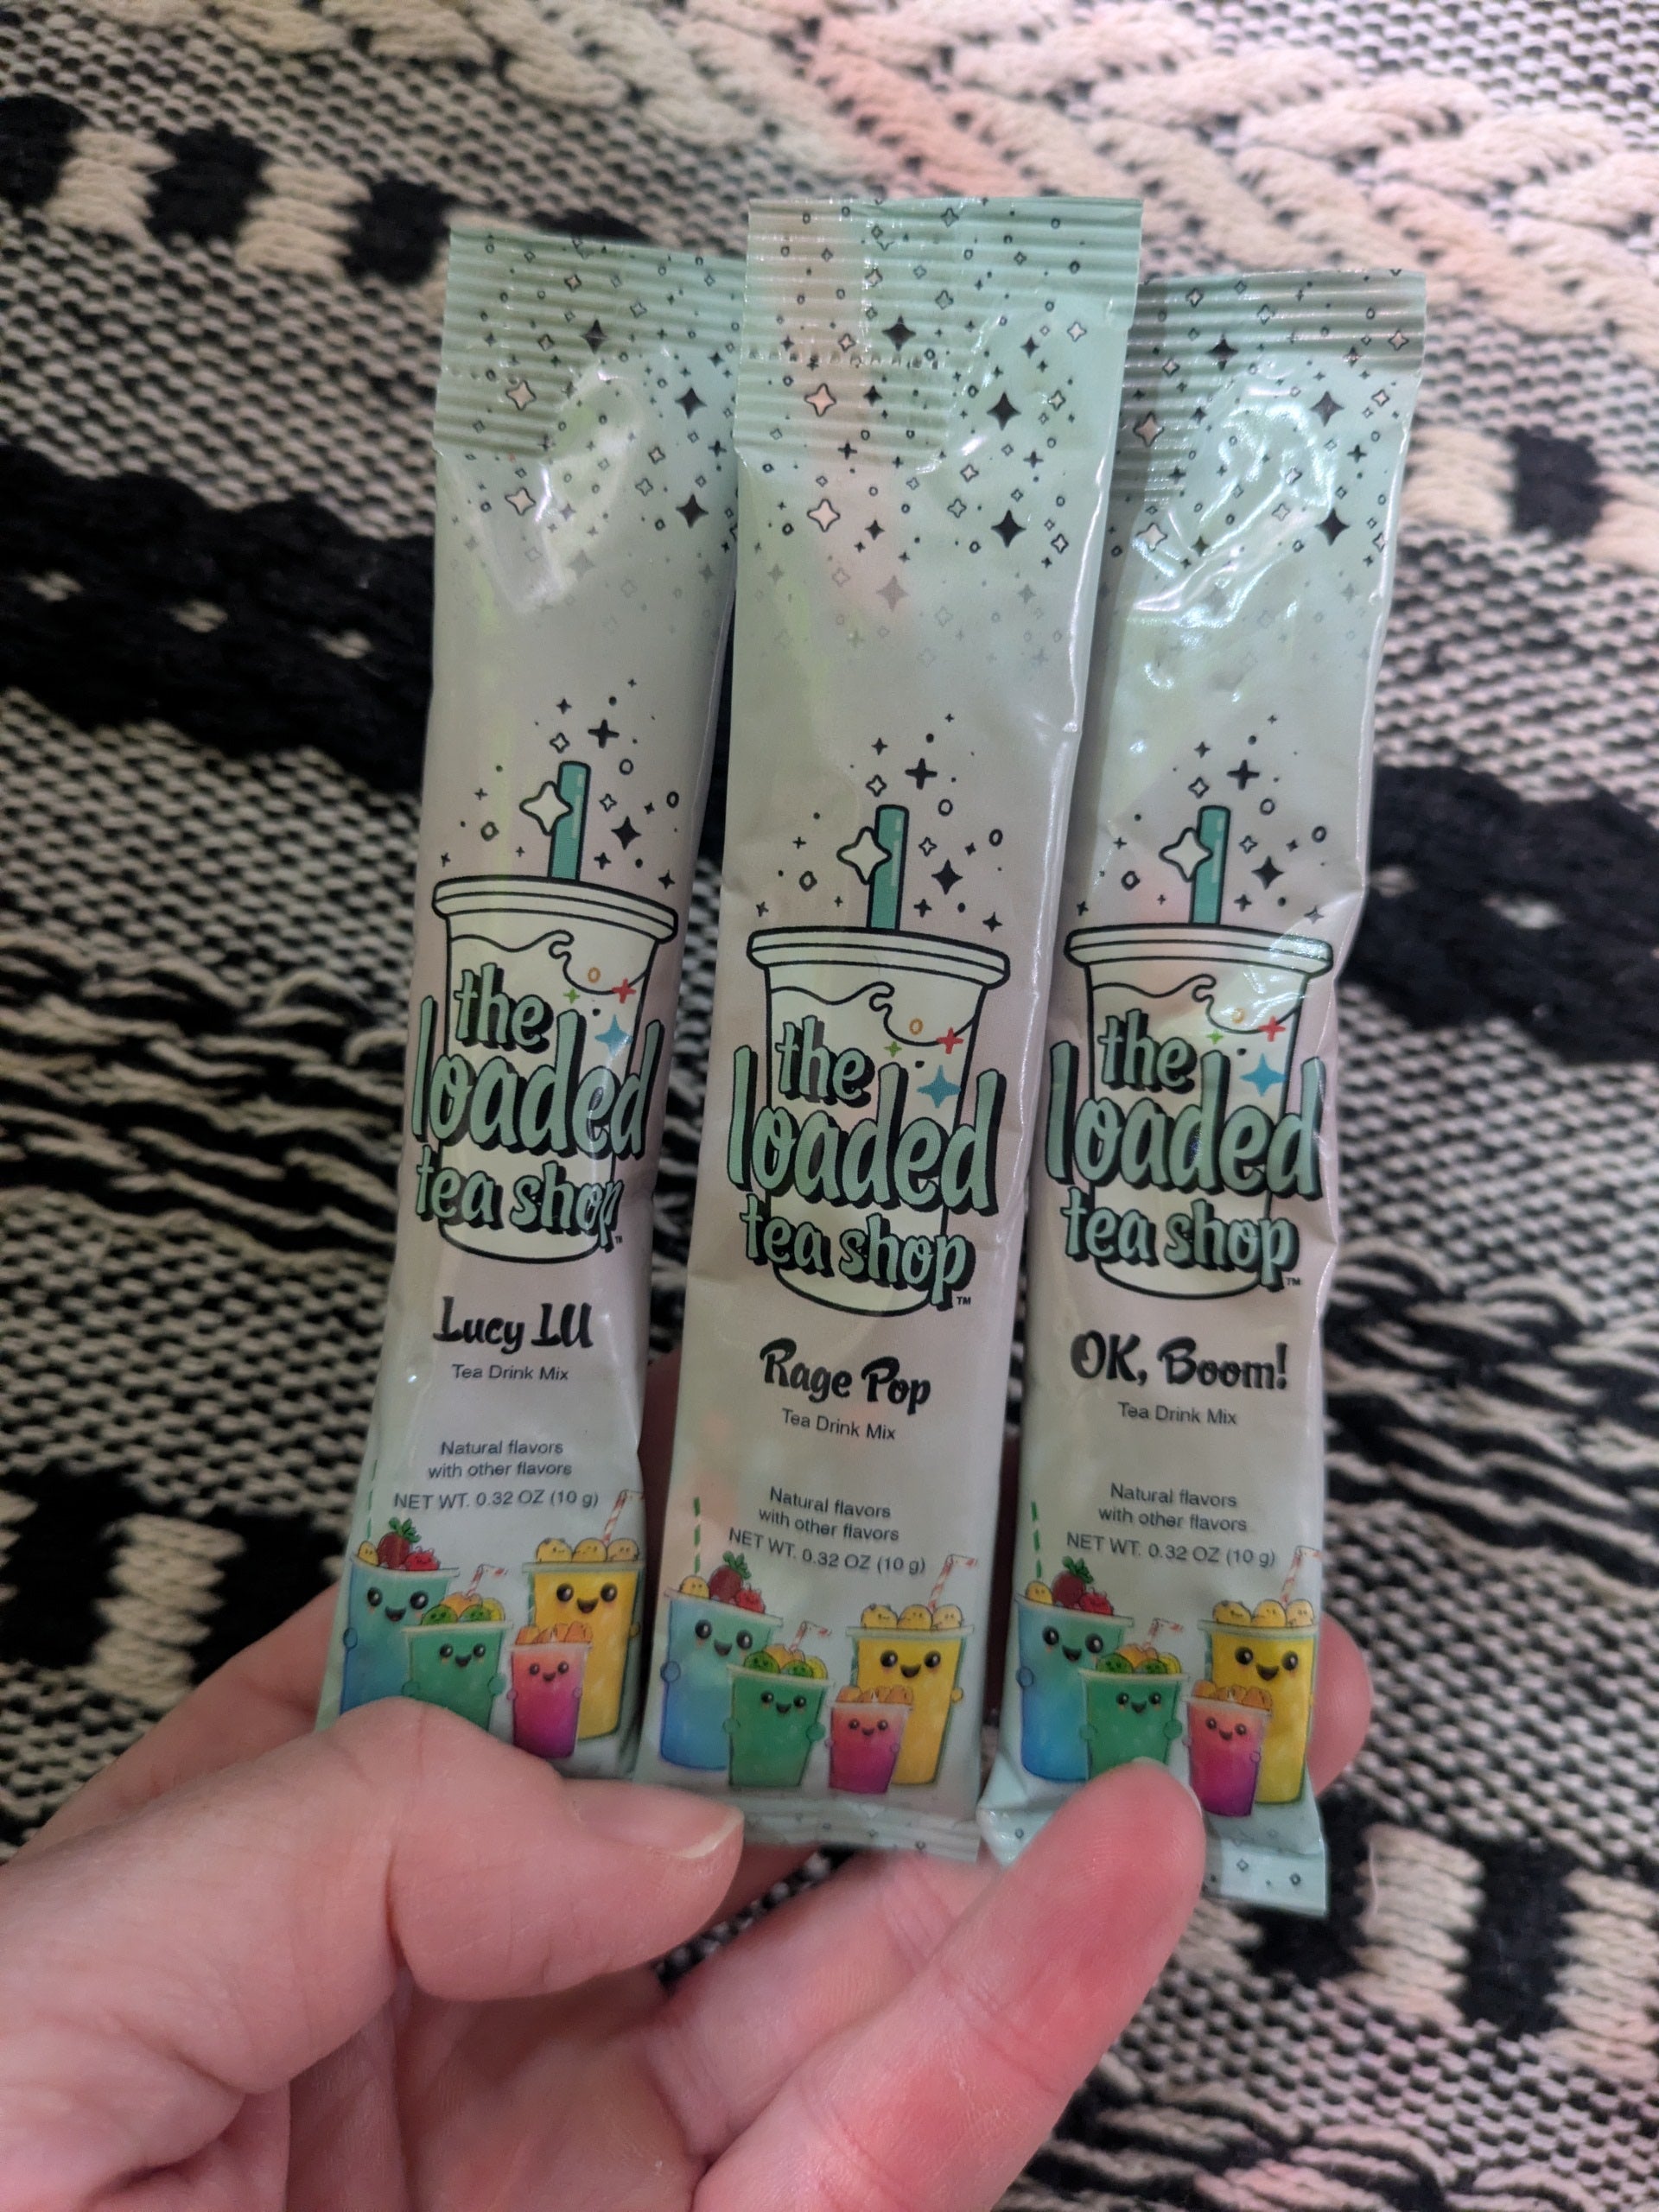 the
loaded
tea shop
TM
Lucy LU
Tea Drink Mix
Natural flavors
with other flavors
NET WT. 0.32 OZ (10 g)
the
loaded
tea shop
TM
Rage Pop
Tea Drink Mix
Natural flavors
with other flavors
NET WT. 0.32 OZ (10 g)
the
loaded
tea shop
TM
OK, Boom!
Tea Drink Mix
Natural flavors
with other flavors
NET WT. 0.32 OZ (10 g)